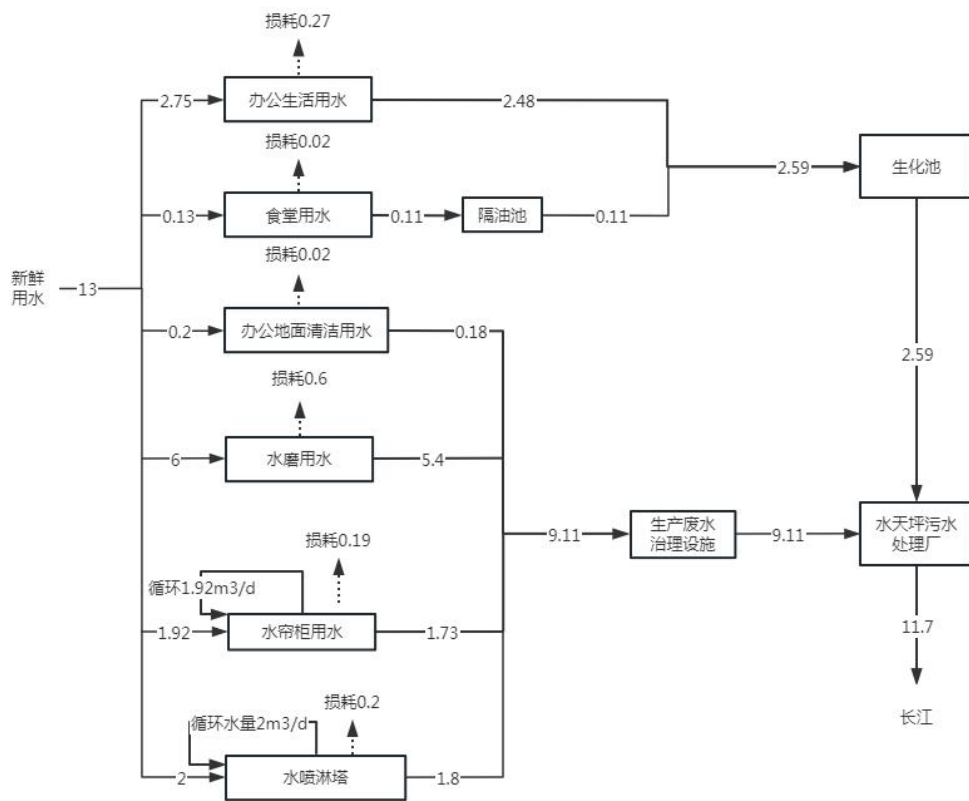 损耗0.27
2.75
办公生活用水
2.48
损耗0.02
2.59
生化池
0.13
食堂用水
0.11
隔油池
0.11
损耗0.02
新鲜
用水
13
0.2
办公地面清洁用水
0.18
2.59
损耗0.6
6
水磨用水
5.4
9.11
生产废水
治理设施
9.11
水天坪污水
处理厂
损耗0.19
循环1.92m3/d
1.92
水帘柜用水
1.73
11.7
损耗0.2
循环水量2m3/d
长江
2
水喷淋塔
1.8